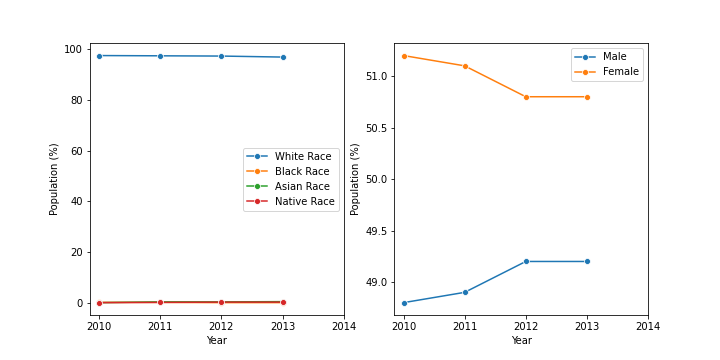 100
80
60
40
20
0
Population (%)
2010 2011 2012 2013 2014
Year
White Race
Black Race
Asian Race
Native Race
51.0
50.5
50.0
49.5
49.0
Population (%)
2010 2011 2012 2013 2014
Year
Male
Female